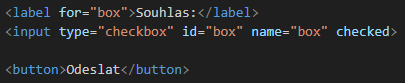 <label for="box">Souhlas:</label>
<input type="checkbox" id="box" name="box" checked>
<button>Odeslat</button>